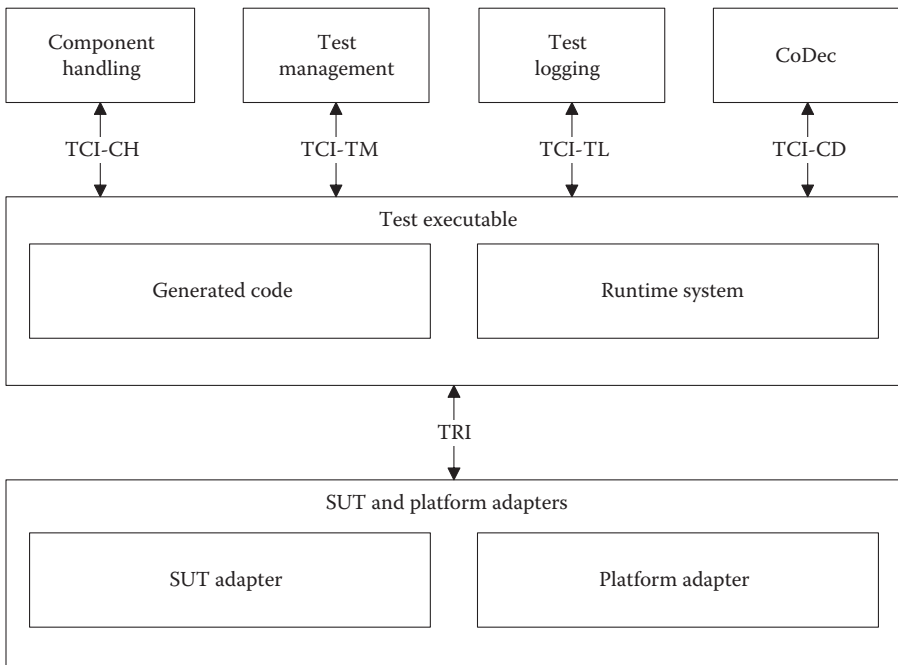 Component
handling
Test
management
Test
logging
CoDec
TCI-CH
TCI-TM
TCI-TL
TCI-CD
Test executable
Generated code
Runtime system
TRI
SUT and platform adapters
SUT adapter
Platform adapter